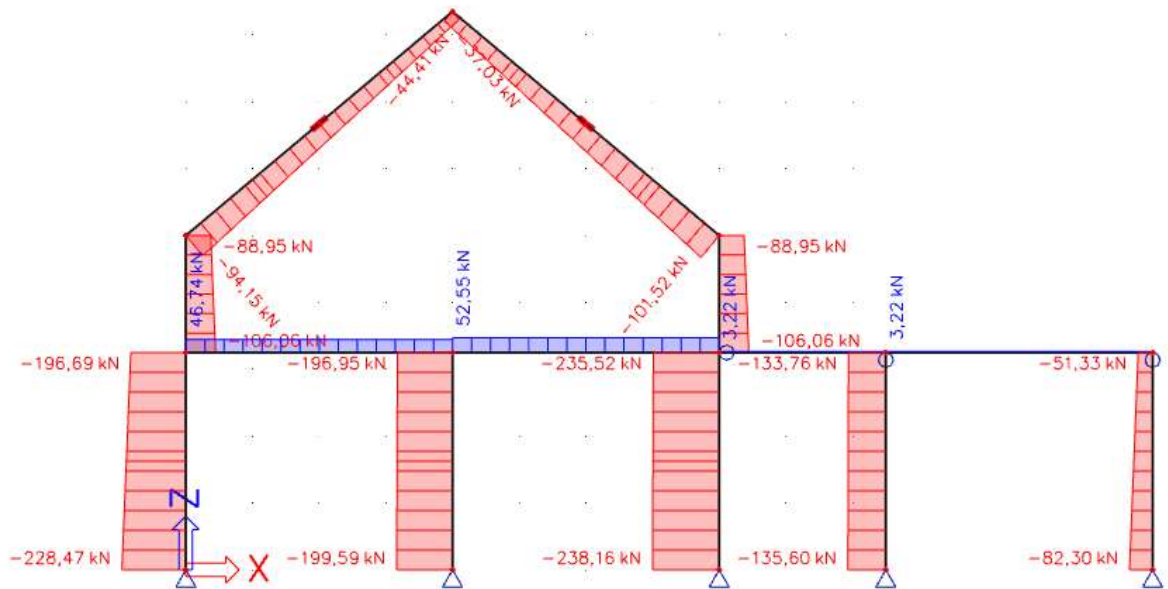 -44,41 kN
-37,03 kN
-88,95 kN
-88,95 kN
46,74 kN
-94,15 kN
52,55 kN
-101,52 kN
3,22 kN
3,22 kN
-106,06 kN
-106,06 kN
-196,69 kN
-196,95 kN
-235,52 kN
-133,76 kN
-51,33 kN
Z
X
-228,47 kN
-199,59 kN
-238,16 kN
-135,60 kN
-82,30 kN